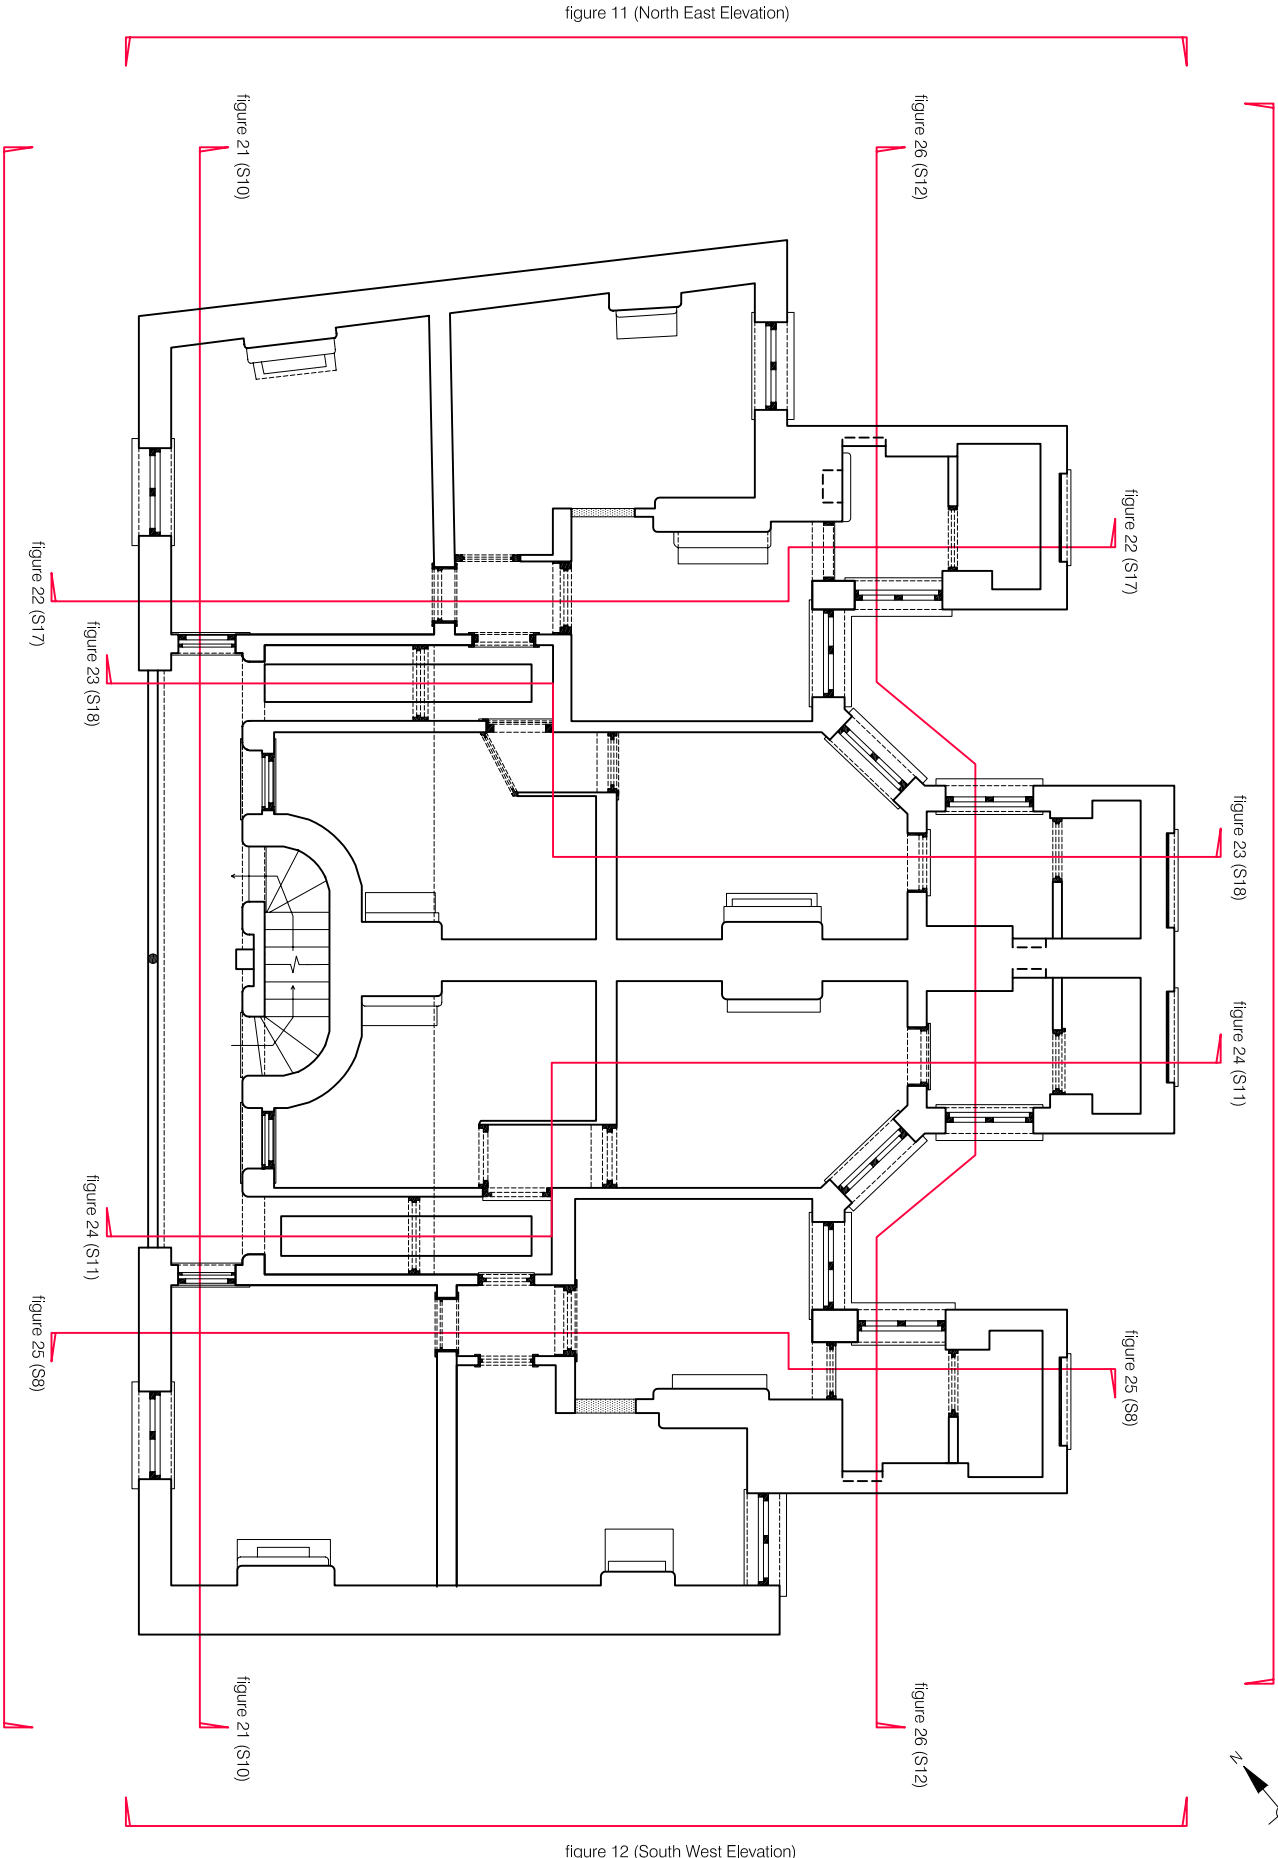 figure 11 (North East Elevation)
figure 21 (S10)
figure 26 (S12)
figure 22 (S17)
figure 22 (S17)
figure 23 (S18)
figure 23 (S18)
figure 24 (S11)
figure 24 (S11)
figure 25 (S8)
figure 25 (S8)
figure 21 (S10)
figure 26 (S12)
N
figure 12 (South West Elevation)